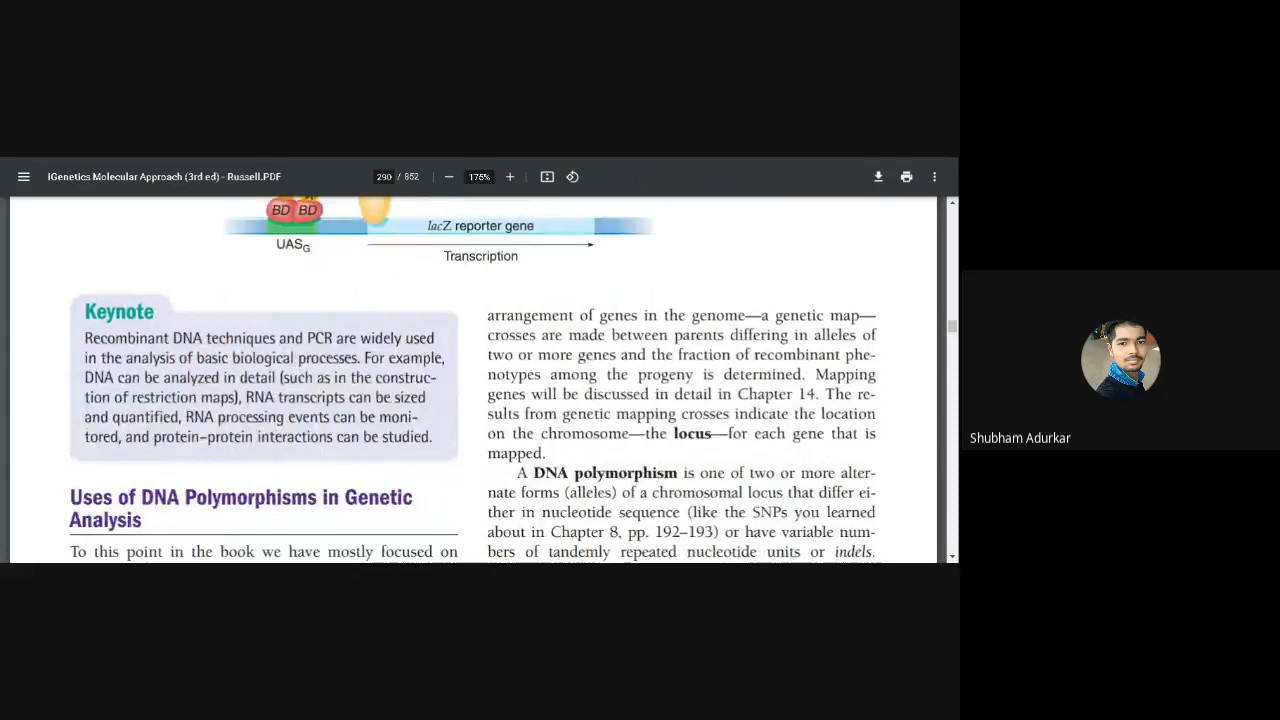 iGenetics Molecular Approach (3rd ed) - Russell.PDF
290 / 852
175%
BD BD
lacZ reporter gene
UASG
Transcription
Keynote
Recombinant DNA techniques and PCR are widely used
in the analysis of basic biological processes. For example,
DNA can be analyzed in detail (such as in the construc-
tion of restriction maps), RNA transcripts can be sized
and quantified, RNA processing events can be moni-
tored, and protein–protein interactions can be studied.
Uses of DNA Polymorphisms in Genetic
Analysis
To this point in the book we have mostly focused on
arrangement of genes in the genome—a genetic map—
crosses are made between parents differing in alleles of
two or more genes and the fraction of recombinant phe-
notypes among the progeny is determined. Mapping
genes will be discussed in detail in Chapter 14. The re-
sults from genetic mapping crosses indicate the location
on the chromosome—the locus—for each gene that is
mapped.
A DNA polymorphism is one of two or more alter-
nate forms (alleles) of a chromosomal locus that differ ei-
ther in nucleotide sequence (like the SNPs you learned
about in Chapter 8, pp. 192–193) or have variable num-
bers of tandemly repeated nucleotide units or indels.
Shubham Adurkar